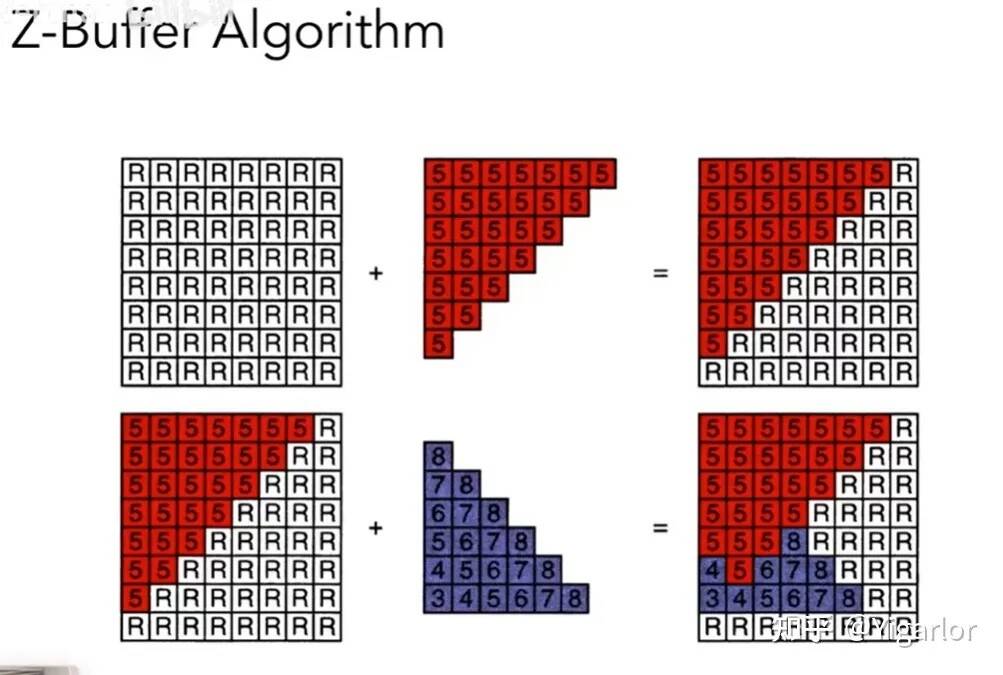 Z-Buffer Algorithm
R R R R R R R R
R R R R R R R R
R R R R R R R R
R R R R R R R R
R R R R R R R R
R R R R R R R R
R R R R R R R R
R R R R R R R R
+
5 5 5 5 5 5 5
5 5 5 5 5 5
5 5 5 5 5
5 5 5 5
5 5 5
5 5
5
=
5 5 5 5 5 5 5 R
5 5 5 5 5 5 R R
5 5 5 5 5 R R R
5 5 5 5 R R R R
5 5 5 R R R R R
5 5 R R R R R R
5 R R R R R R R
R R R R R R R R
5 5 5 5 5 5 5 R
5 5 5 5 5 5 R R
5 5 5 5 5 R R R
5 5 5 5 R R R R
5 5 5 R R R R R
5 5 R R R R R R
5 R R R R R R R
R R R R R R R R
+
8
7 8
6 7 8
5 6 7 8
4 5 6 7 8
3 4 5 6 7 8
=
5 5 5 5 5 5 5 R
5 5 5 5 5 5 R R
5 5 5 5 5 R R R
5 5 5 5 R R R R
5 5 5 8 R R R R
4 5 6 7 8 R R R
3 4 5 6 7 8 R R
R R R R R R R R
知乎 @Yigarlor